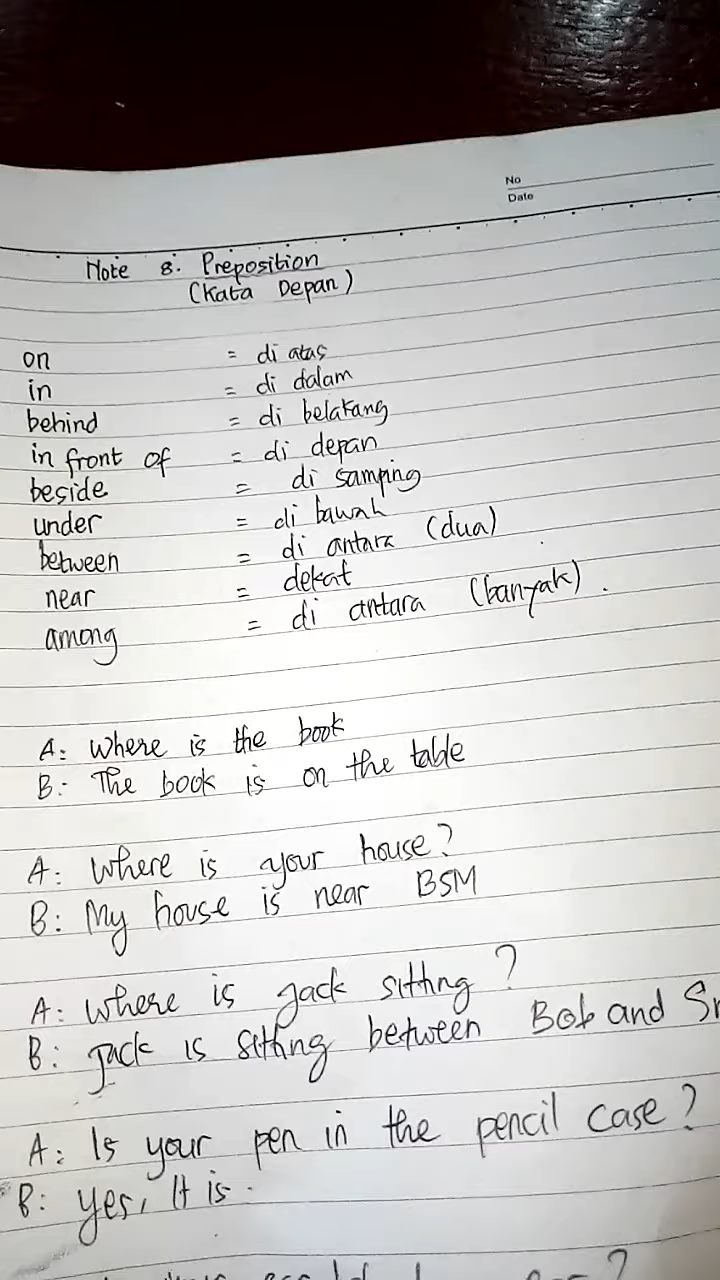 No
Date
Note 8. Preposition
(Kata Depan)
on = di atas
in = di dalam
behind = di belakang
in front of = di depan
beside = di samping
under = di bawah
between = di antara (dua)
near = dekat
among = di antara (banyak).
A: Where is the book
B: The book is on the table
A: Where is your house?
B: My house is near BSM
A: Where is Jack sitting?
B: Jack is sitting between Bob and
A: Is your pen in the pencil case?
B: Yes, It is.